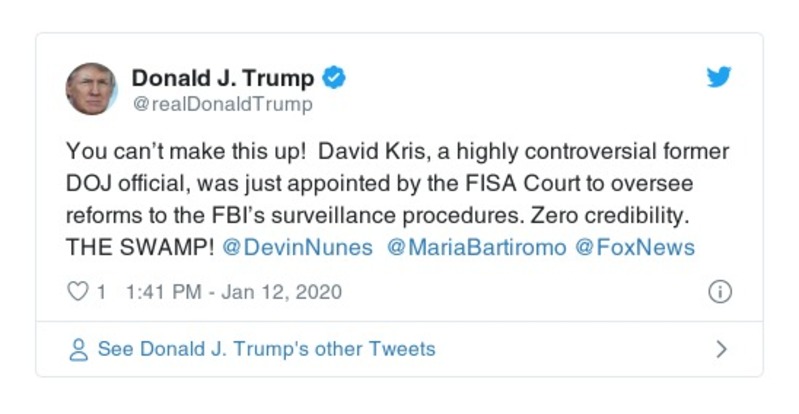 Donald J. Trump
@realDonaldTrump
You can’t make this up!  David Kris, a highly controversial former
DOJ official, was just appointed by the FISA Court to oversee
reforms to the FBI’s surveillance procedures. Zero credibility.
THE SWAMP! @DevinNunes  @MariaBartiromo @FoxNews
1 1:41 PM - Jan 12, 2020
See Donald J. Trump's other Tweets